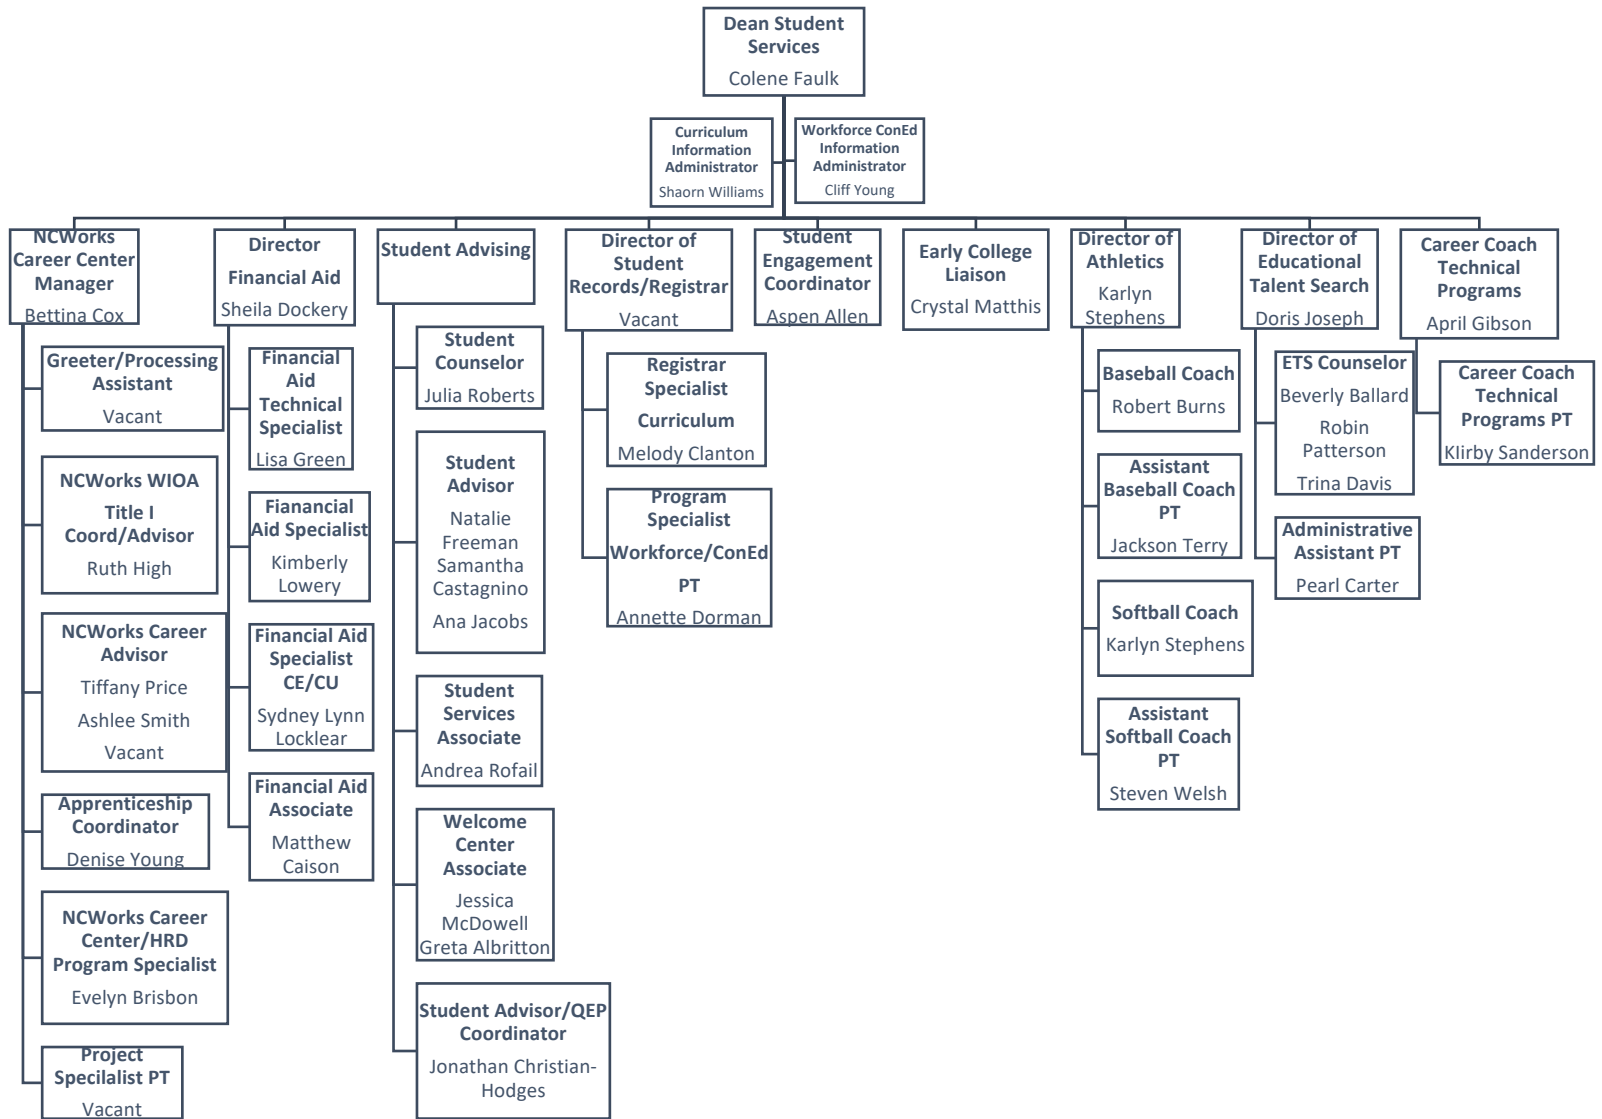 Dean Student
Services
Colene Faulk
Curriculum
Information
Administrator
Shaorn Williams
Workforce ConEd
Information
Administrator
Cliff Young
NCWorks
Career Center
Manager
Bettina Cox
Greeter/Processing
Assistant
Vacant
NCWorks WIOA
Title I
Coord/Advisor
Ruth High
NCWorks Career
Advisor
Tiffany Price
Ashlee Smith
Vacant
Apprenticeship
Coordinator
Denise Young
NCWorks Career
Center/HRD
Program Specialist
Evelyn Brisbon
Project
Specilalist PT
Vacant
Director
Financial Aid
Sheila Dockery
Financial
Aid
Technical
Specialist
Lisa Green
Fianancial
Aid Specialist
Kimberly
Lowery
Financial Aid
Specialist
CE/CU
Sydney Lynn
Locklear
Financial Aid
Associate
Matthew
Caison
Student Advising
Student
Counselor
Julia Roberts
Student
Advisor
Natalie
Freeman
Samantha
Castagnino
Ana Jacobs
Student
Services
Associate
Andrea Rofail
Welcome
Center
Associate
Jessica
McDowell
Greta Albritton
Student Advisor/QEP
Coordinator
Jonathan Christian-
Hodges
Director of
Student
Records/Registrar
Vacant
Registrar
Specialist
Curriculum
Melody Clanton
Program
Specialist
Workforce/ConEd
PT
Annette Dorman
Student
Engagement
Coordinator
Aspen Allen
Early College
Liaison
Crystal Matthis
Director of
Athletics
Karlyn
Stephens
Baseball Coach
Robert Burns
Assistant
Baseball Coach
PT
Jackson Terry
Softball Coach
Karlyn Stephens
Assistant
Softball Coach
PT
Steven Welsh
Director of
Educational
Talent Search
Doris Joseph
ETS Counselor
Beverly Ballard
Robin
Patterson
Trina Davis
Administrative
Assistant PT
Pearl Carter
Career Coach
Technical
Programs
April Gibson
Career Coach
Technical
Programs PT
Klirby Sanderson